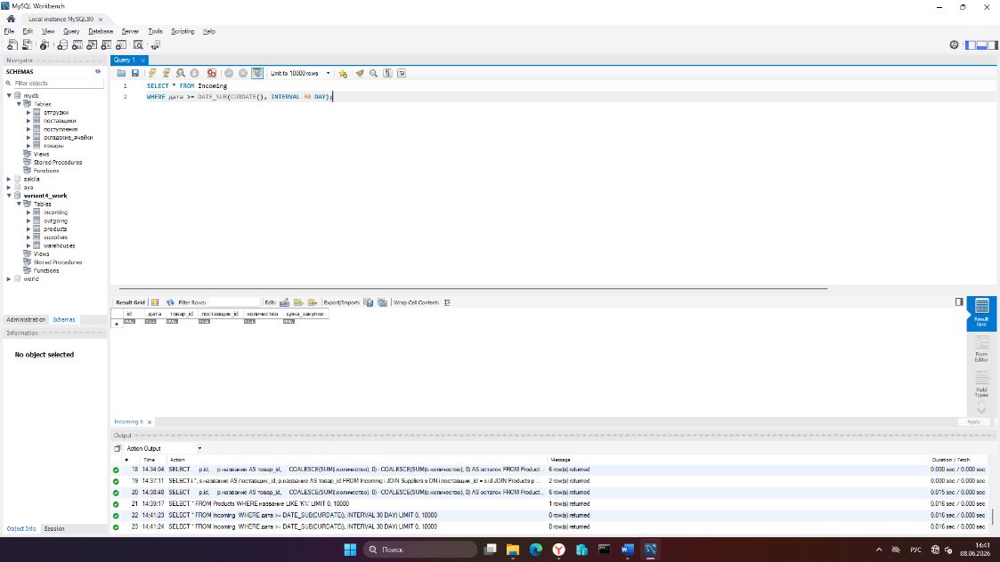 MySQL Workbench
Local instance MySQL80
File Edit View Query Database Server Tools Scripting Help
Navigator
SCHEMAS
Filter objects
mydb
Tables
отгрузки
поставщики
поступления
складские_ячейки
товары
Views
Stored Procedures
Functions
sakila
sys
variant4_work
Tables
incoming
outgoing
products
suppliers
warehouses
Views
Stored Procedures
Functions
world
Administration Schemas
Information
No object selected
Object Info Session
Query 1
Limit to 10000 rows
1 SELECT * FROM Incoming
2 WHERE дата >= DATE_SUB(CURDATE(), INTERVAL 30 DAY);
Result Grid Filter Rows: Edit: Export/Import: Wrap Cell Content:
id дата товар_id поставщик_id количество цена_закупки
NULL NULL NULL NULL NULL NULL
Result Grid
Form Editor
Field Types
Incoming 6
Apply
Output
Action Output
# Time Action Message Duration / Fetch
18 14:34:04 SELECT p.id, p.название AS товар_id, COALESCE(SUM(i.количество), 0) - COALESCE(SUM(o.количество), 0) AS остаток FROM Product... 6 row(s) returned 0.000 sec / 0.000 sec
19 14:37:11 SELECT i.*, s.название AS поставщик_id, p.название AS товар_id FROM Incoming i JOIN Suppliers s ON i.поставщик_id = s.id JOIN Products p ... 2 row(s) returned 0.000 sec / 0.000 sec
20 14:38:48 SELECT p.id, p.название AS товар_id, COALESCE(SUM(i.количество), 0) - COALESCE(SUM(o.количество), 0) AS остаток FROM Product... 6 row(s) returned 0.015 sec / 0.000 sec
21 14:39:17 SELECT * FROM Products WHERE название LIKE 'К%' LIMIT 0, 10000 1 row(s) returned 0.000 sec / 0.000 sec
22 14:41:23 SELECT * FROM Incoming WHERE дата >= DATE_SUB(CURDATE(), INTERVAL 30 DAY) LIMIT 0, 10000 0 row(s) returned 0.016 sec / 0.000 sec
23 14:41:24 SELECT * FROM Incoming WHERE дата >= DATE_SUB(CURDATE(), INTERVAL 30 DAY) LIMIT 0, 10000 0 row(s) returned 0.016 sec / 0.000 sec
Поиск
РУС
14:41
08.06.2026